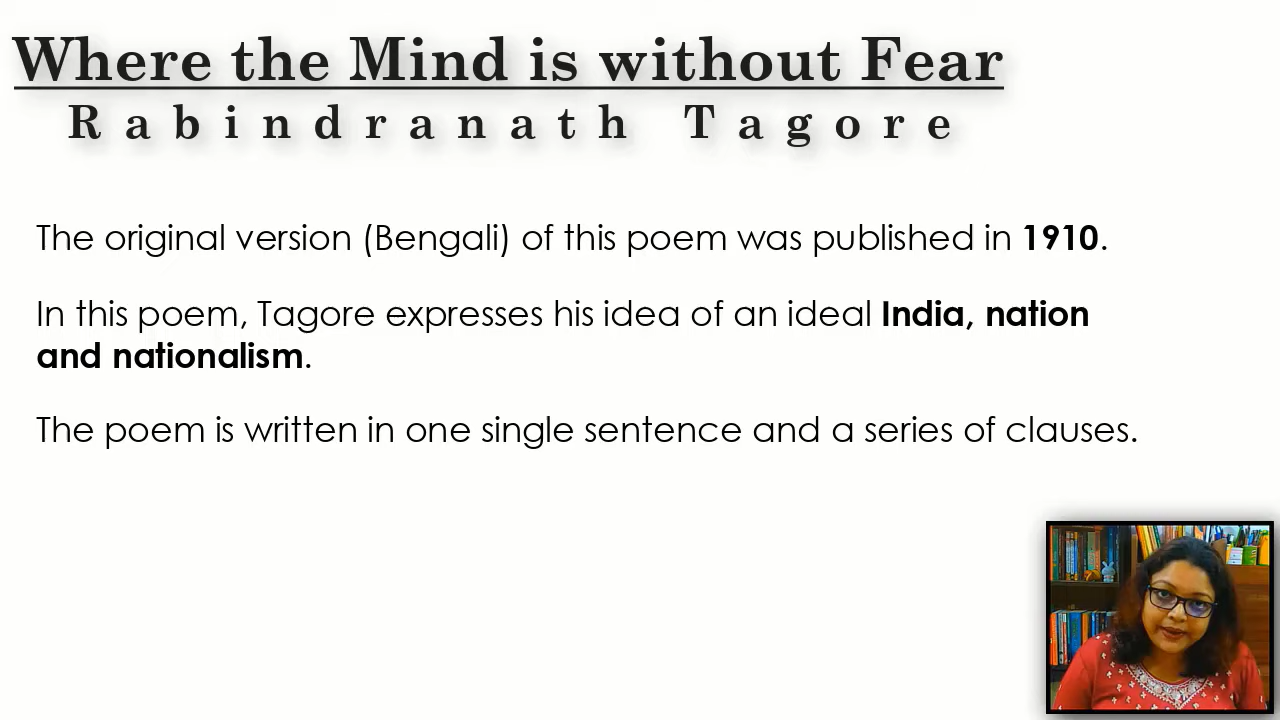 Where the Mind is without Fear
Rabindranath Tagore
The original version (Bengali) of this poem was published in 1910.
In this poem, Tagore expresses his idea of an ideal India, nation
and nationalism.
The poem is written in one single sentence and a series of clauses.